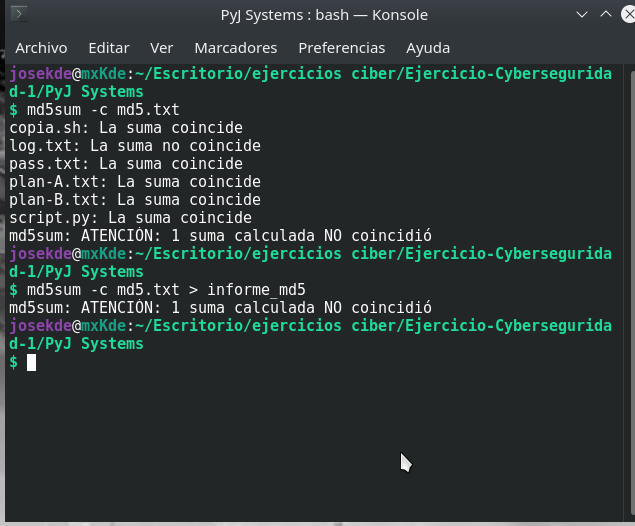 PyJ Systems : bash — Konsole
Archivo Editar Ver Marcadores Preferencias Ayuda
josekde@mxKde:~/Escritorio/ejercicios ciber/Ejercicio-Cybersegurida
d-1/PyJ Systems
$ md5sum -c md5.txt
copia.sh: La suma coincide
log.txt: La suma no coincide
pass.txt: La suma coincide
plan-A.txt: La suma coincide
plan-B.txt: La suma coincide
script.py: La suma coincide
md5sum: ATENCIÓN: 1 suma calculada NO coincidió
josekde@mxKde:~/Escritorio/ejercicios ciber/Ejercicio-Cybersegurida
d-1/PyJ Systems
$ md5sum -c md5.txt > informe_md5
md5sum: ATENCIÓN: 1 suma calculada NO coincidió
josekde@mxKde:~/Escritorio/ejercicios ciber/Ejercicio-Cybersegurida
d-1/PyJ Systems
$